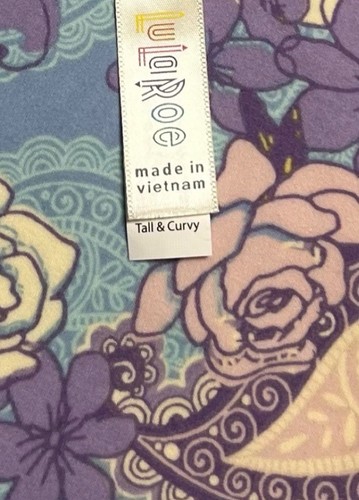 LuLaRoe
made in
vietnam
Tall & Curvy